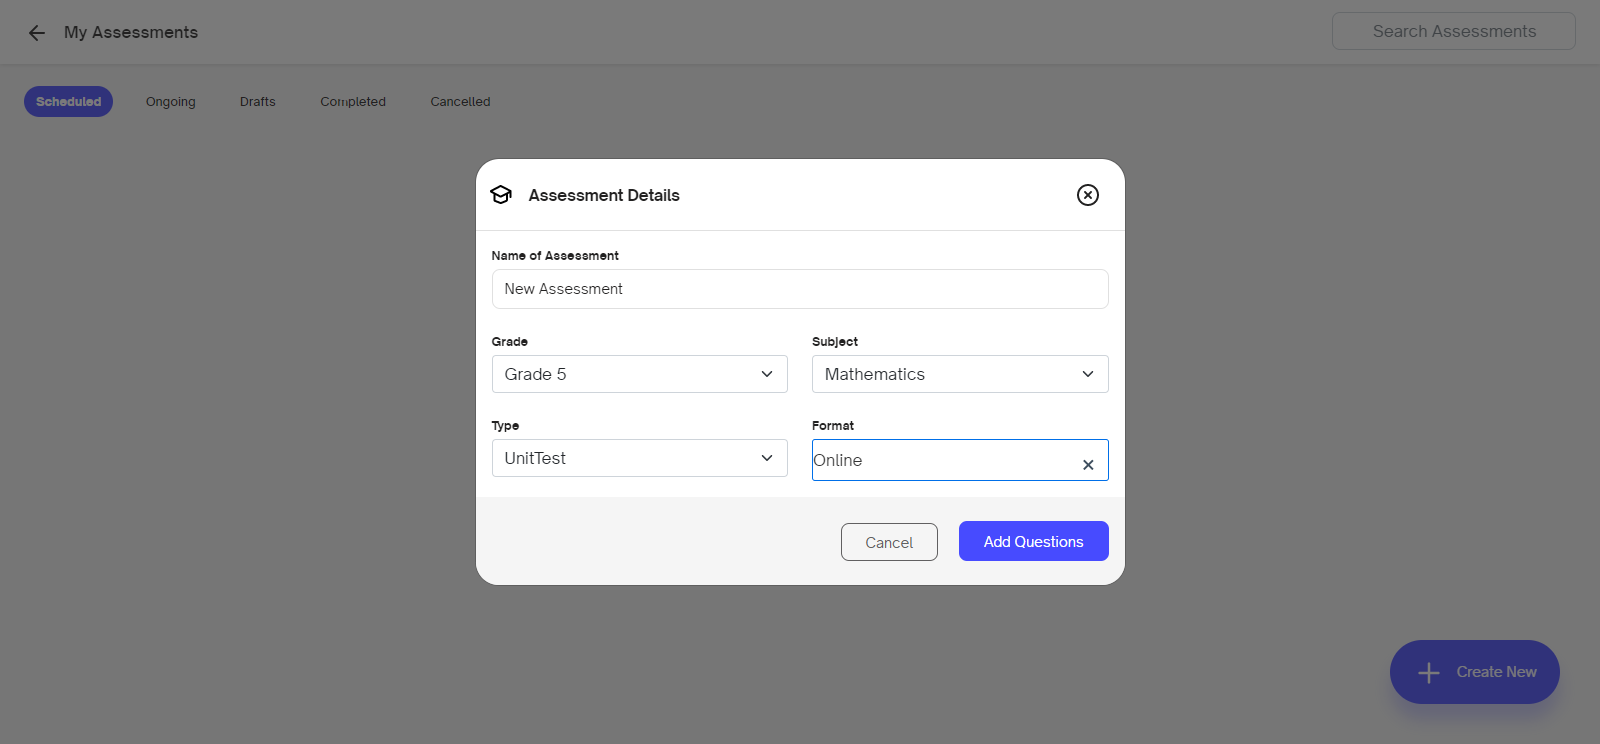 My Assessments
Search Assessments
Scheduled Ongoing Drafts Completed Cancelled
Assessment Details
Name of Assessment
New Assessment
Grade Subject
Grade 5 Mathematics
Type Format
UnitTest Online
Cancel Add Questions
Create New